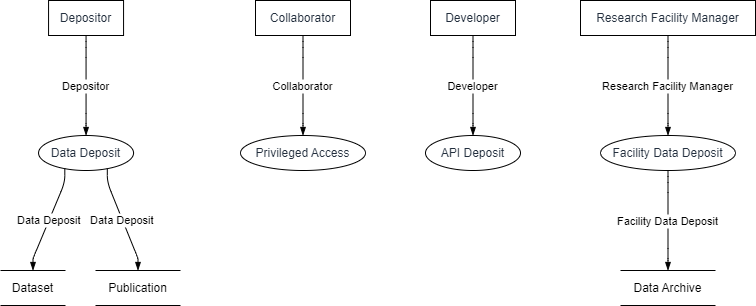 Depositor
Collaborator
Developer
Research Facility Manager
Depositor
Collaborator
Developer
Research Facility Manager
Data Deposit
Privileged Access
API Deposit
Facility Data Deposit
Data Deposit
Data Deposit
Facility Data Deposit
Dataset
Publication
Data Archive